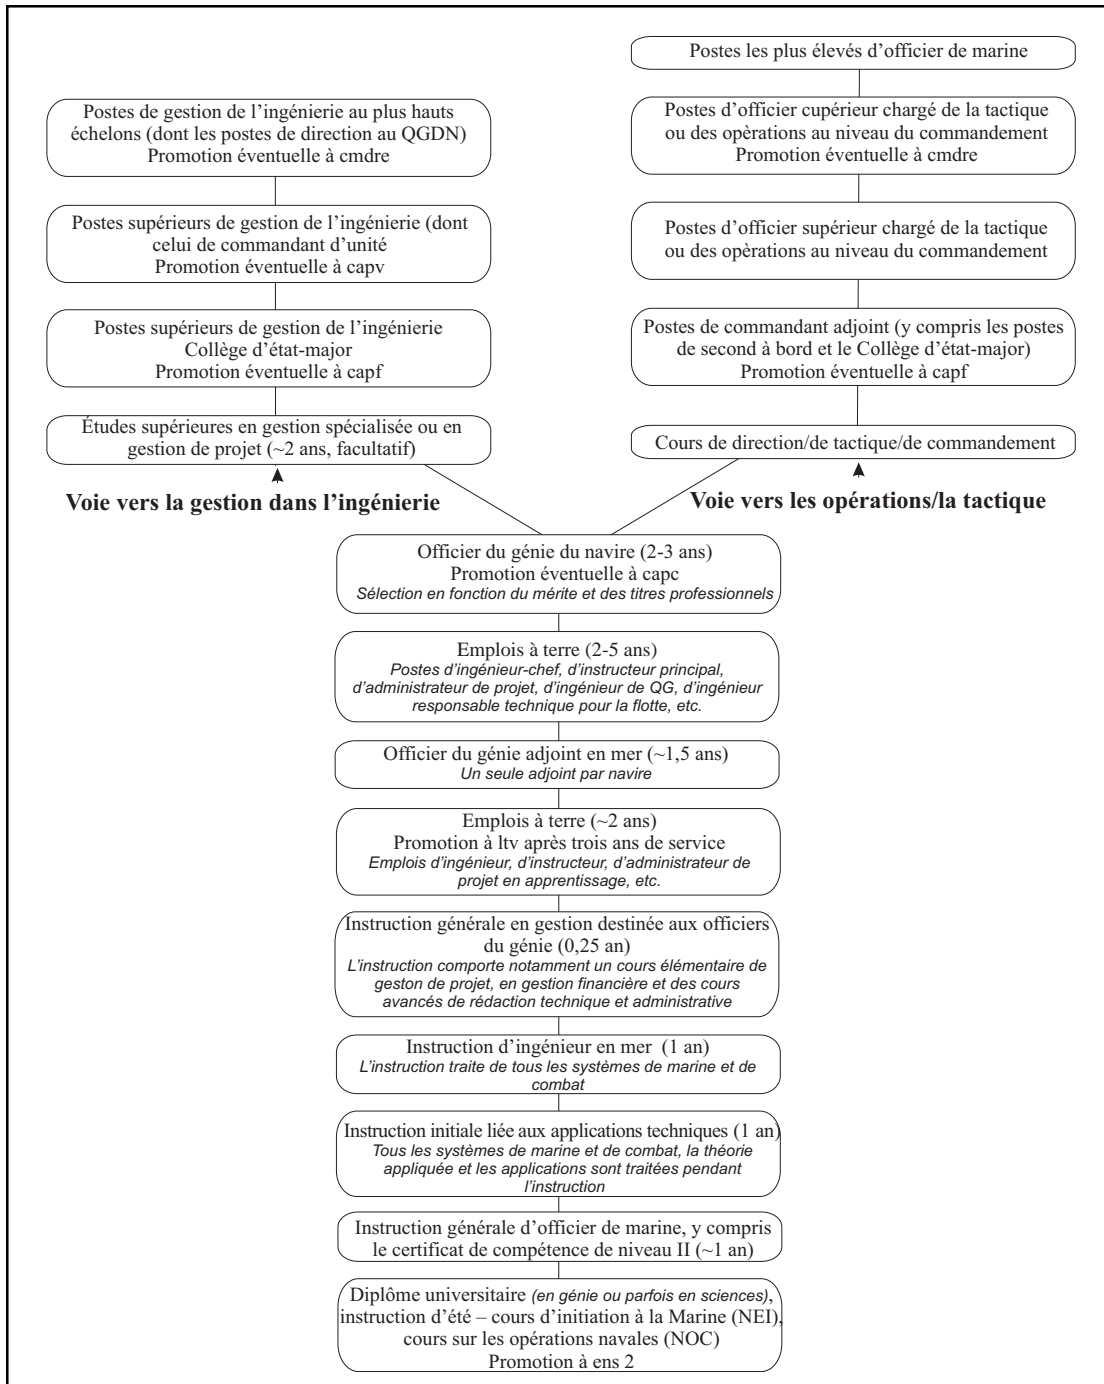 Postes les plus élevés d’officier de marine
Postes de gestion de l’ingénierie au plus hauts
échelons (dont les postes de direction au QGDN)
Promotion éventuelle à cmdre
Postes d’officier cupérieur chargé de la tactique
ou des opèrations au niveau du commandement
Promotion éventuelle à cmdre
Postes supérieurs de gestion de l’ingénierie (dont
celui de commandant d’unité
Promotion éventuelle à capv
Postes d’officier supérieur chargé de la tactique
ou des opèrations au niveau du commandement
Postes supérieurs de gestion de l’ingénierie
Collège d’état-major
Promotion éventuelle à capf
Postes de commandant adjoint (y compris les postes
de second à bord et le Collège d’état-major)
Promotion éventuelle à capf
Études supérieures en gestion spécialisée ou en
gestion de projet (~2 ans, facultatif)
Cours de direction/de tactique/de commandement
Voie vers la gestion dans l’ingénierie
Voie vers les opérations/la tactique
Officier du génie du navire (2-3 ans)
Promotion éventuelle à capc
Sélection en fonction du mérite et des titres professionnels
Emplois à terre (2-5 ans)
Postes d’ingénieur-chef, d’instructeur principal,
d’administrateur de projet, d’ingénieur de QG, d’ingénieur
responsable technique pour la flotte, etc.
Officier du génie adjoint en mer (~1,5 ans)
Un seule adjoint par navire
Emplois à terre (~2 ans)
Promotion à ltv après trois ans de service
Emplois d’ingénieur, d’instructeur, d’administrateur de
projet en apprentissage, etc.
Instruction générale en gestion destinée aux officiers
du génie (0,25 an)
L’instruction comporte notamment un cours élémentaire de
geston de projet, en gestion financière et des cours
avancés de rédaction technique et administrative
Instruction d’ingénieur en mer (1 an)
L’instruction traite de tous les systèmes de marine et de
combat
Instruction initiale liée aux applications techniques (1 an)
Tous les systèmes de marine et de combat, la théorie
appliquée et les applications sont traitées pendant
l’instruction
Instruction générale d’officier de marine, y compris
le certificat de compétence de niveau II (~1 an)
Diplôme universitaire (en génie ou parfois en sciences),
instruction d’été – cours d’initiation à la Marine (NEI),
cours sur les opérations navales (NOC)
Promotion à ens 2